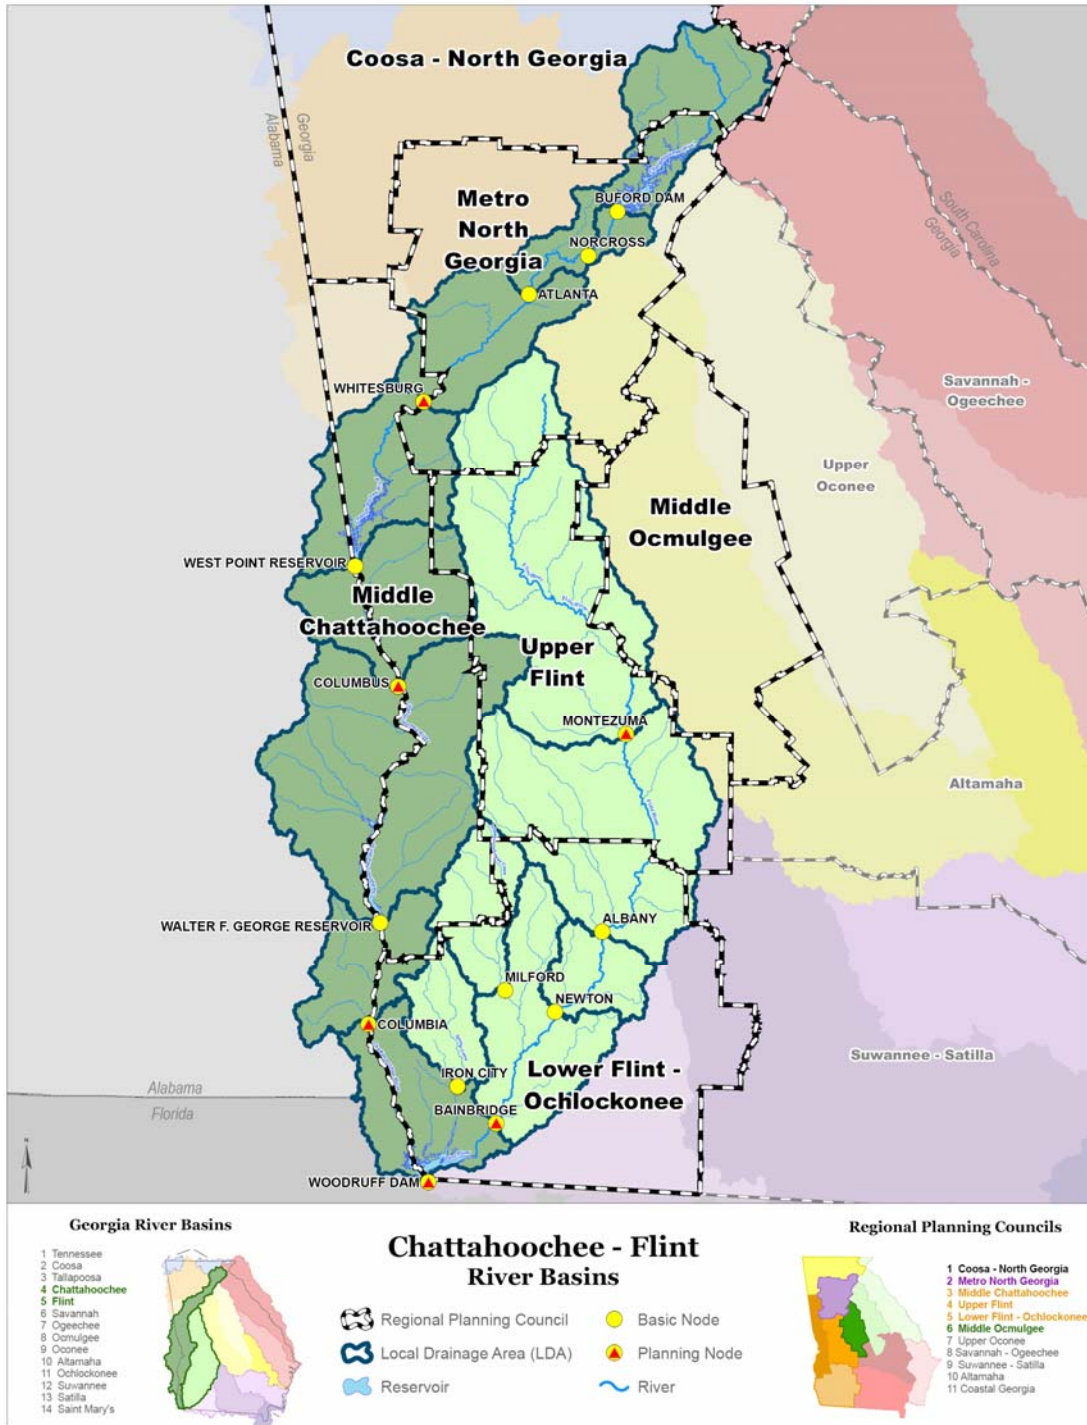 Coosa - North Georgia
Georgia
Alabama
Metro
North
Georgia
BUFORD DAM
NORCROSS
ATLANTA
South Carolina
Georgia
WHITESBURG
Savannah -
Ogeechee
Upper
Oconee
Middle
Ocmulgee
WEST POINT RESERVOIR
Middle
Chattahoochee
Upper
Flint
COLUMBUS
MONTEZUMA
Altamaha
WALTER F. GEORGE RESERVOIR
ALBANY
MILFORD
NEWTON
COLUMBIA
Suwannee - Satilla
IRON CITY
Lower Flint -
Ochlockonee
Alabama
Florida
BAINBRIDGE
WOODRUFF DAM
Georgia River Basins
1 Tennessee
2 Coosa
3 Tallapoosa
4 Chattahoochee
5 Flint
6 Savannah
7 Ogeechee
8 Ocmulgee
9 Oconee
10 Altamaha
11 Ochlockonee
12 Suwannee
13 Satilla
14 Saint Mary's
Chattahoochee - Flint
River Basins
Regional Planning Council
Basic Node
Local Drainage Area (LDA)
Planning Node
Reservoir
River
Regional Planning Councils
1 Coosa - North Georgia
2 Metro North Georgia
3 Middle Chattahoochee
4 Upper Flint
5 Lower Flint - Ochlockonee
6 Middle Ocmulgee
7 Upper Oconee
8 Savannah - Ogeechee
9 Suwannee - Satilla
10 Altamaha
11 Coastal Georgia